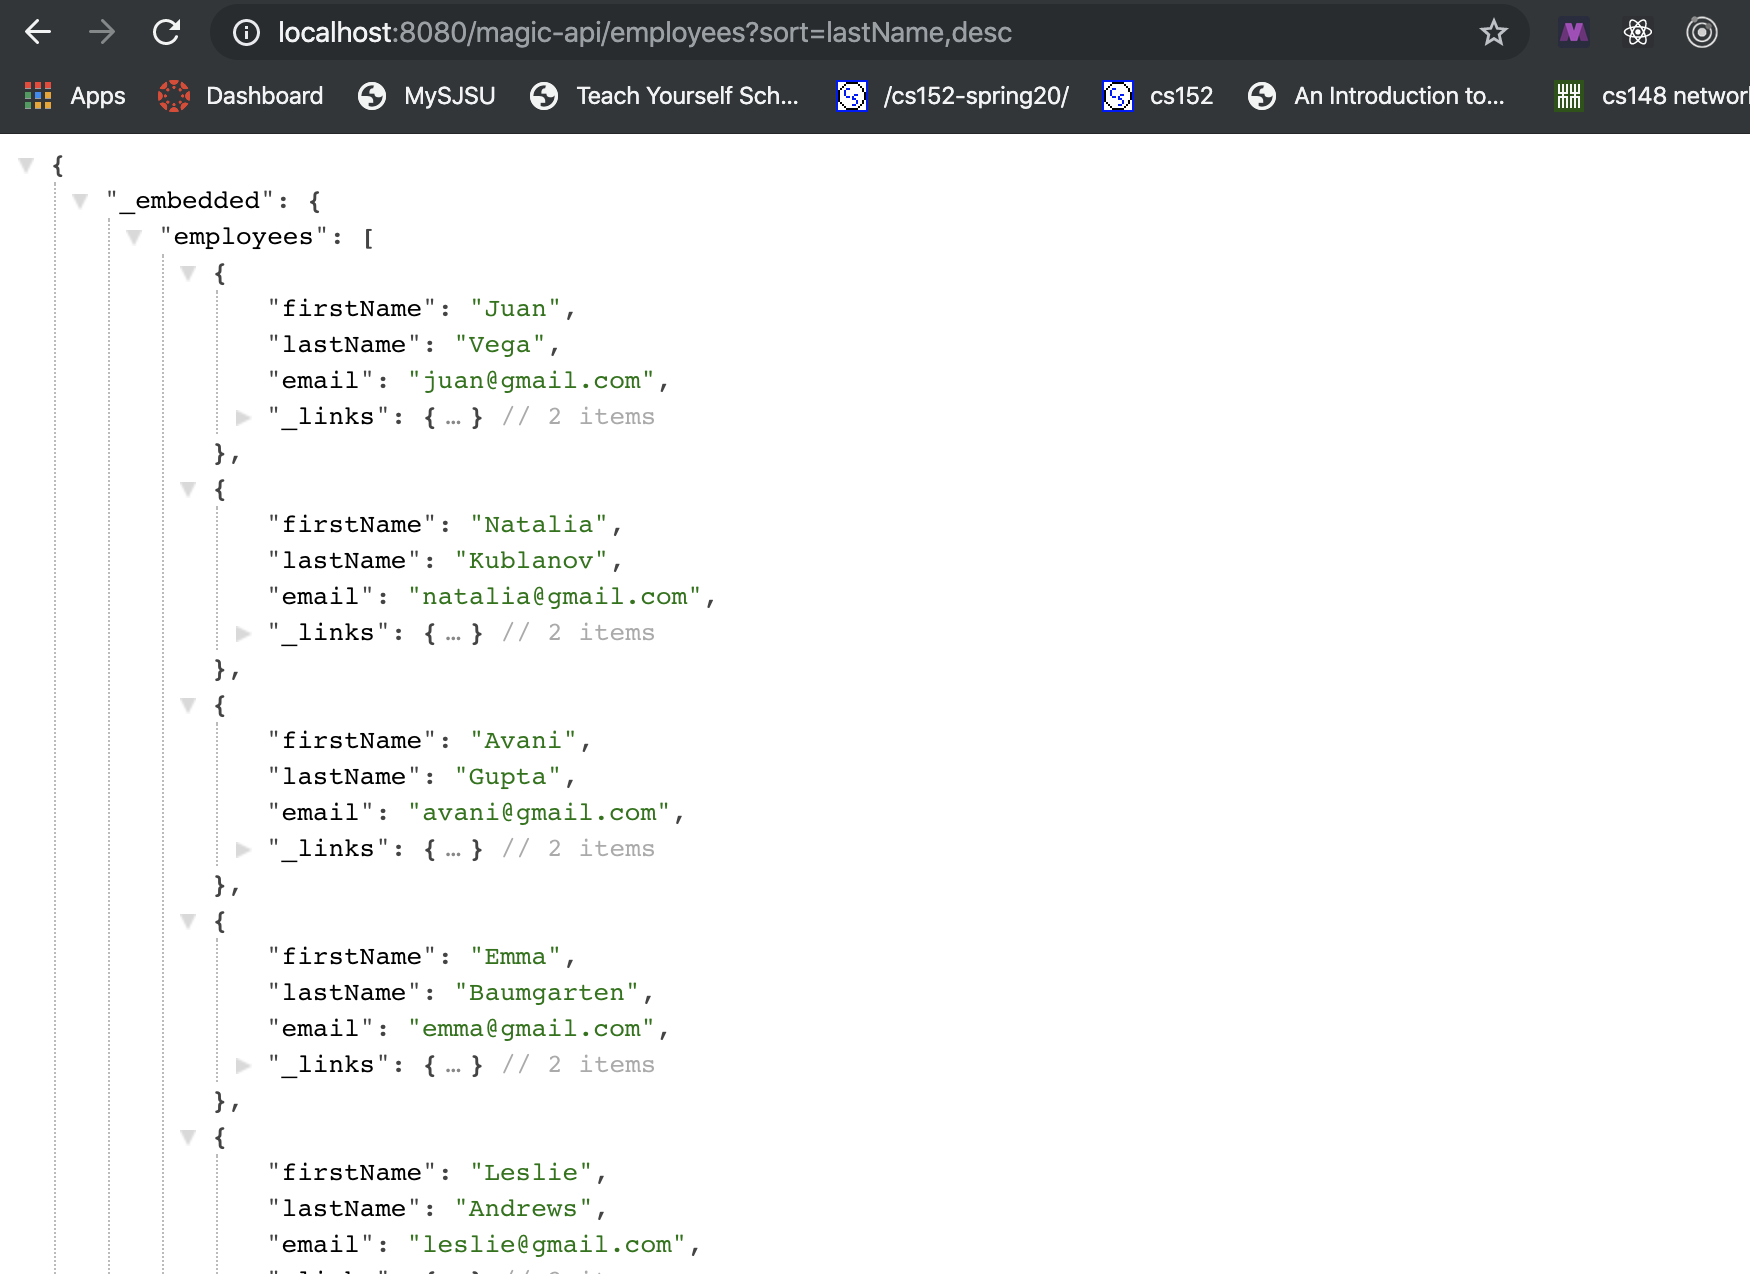 localhost:8080/magic-api/employees?sort=lastName,desc
Apps Dashboard MySJSU Teach Yourself Sch... /cs152-spring20/ cs152 An Introduction to... cs148 networ
{
"_embedded": {
"employees": [
{
"firstName": "Juan",
"lastName": "Vega",
"email": "juan@gmail.com",
"_links": { … } // 2 items
},
{
"firstName": "Natalia",
"lastName": "Kublanov",
"email": "natalia@gmail.com",
"_links": { … } // 2 items
},
{
"firstName": "Avani",
"lastName": "Gupta",
"email": "avani@gmail.com",
"_links": { … } // 2 items
},
{
"firstName": "Emma",
"lastName": "Baumgarten",
"email": "emma@gmail.com",
"_links": { … } // 2 items
},
{
"firstName": "Leslie",
"lastName": "Andrews",
"email": "leslie@gmail.com",